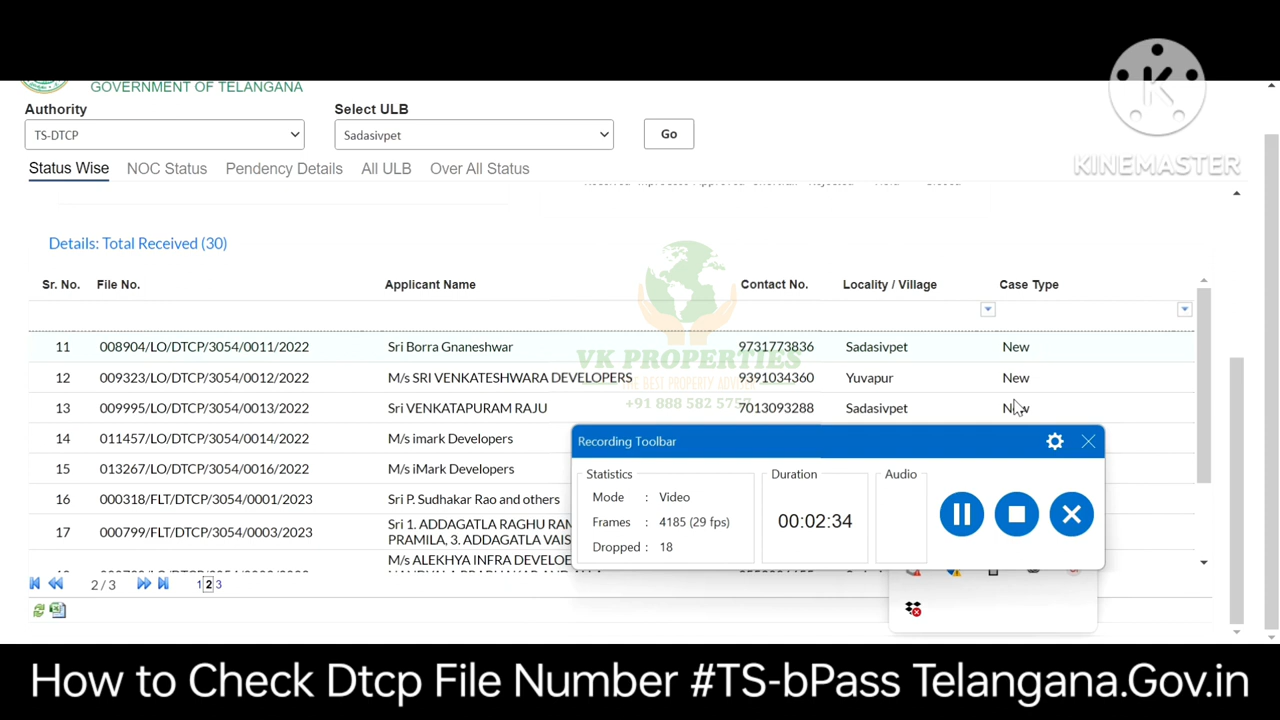 GOVERNMENT OF TELANGANA
K
KINEMASTER
Authority Select ULB
TS-DTCP Sadasivpet Go
Status Wise NOC Status Pendency Details All ULB Over All Status
Details: Total Received (30)
Sr. No. File No. Applicant Name Contact No. Locality / Village Case Type
11 008904/LO/DTCP/3054/0011/2022 Sri Borra Gnaneshwar 9731773836 Sadasivpet New
VK PROPERTIES
12 009323/LO/DTCP/3054/0012/2022 M/s SRI VENKATESHWARA DEVELOPERS 9391034360 Yuvapur New
THE BEST PROPERTY
+91 888 582 5757
13 009995/LO/DTCP/3054/0013/2022 Sri VENKATAPURAM RAJU 7013093288 Sadasivpet New
14 011457/LO/DTCP/3054/0014/2022 M/s imark Developers
15 013267/LO/DTCP/3054/0016/2022 M/s iMark Developers
16 000318/FLT/DTCP/3054/0001/2023 Sri P. Sudhakar Rao and others
17 000799/FLT/DTCP/3054/0003/2023 Sri 1. ADDAGATLA RAGHU RAM
PRAMILA, 3. ADDAGATLA VAIS
M/s ALEKHYA INFRA DEVELOE
Recording Toolbar
Statistics Duration Audio
Mode : Video
Frames : 4185 (29 fps) 00:02:34
Dropped : 18
2 / 3 1 2 3
How to Check Dtcp File Number #TS-bPass Telangana.Gov.in